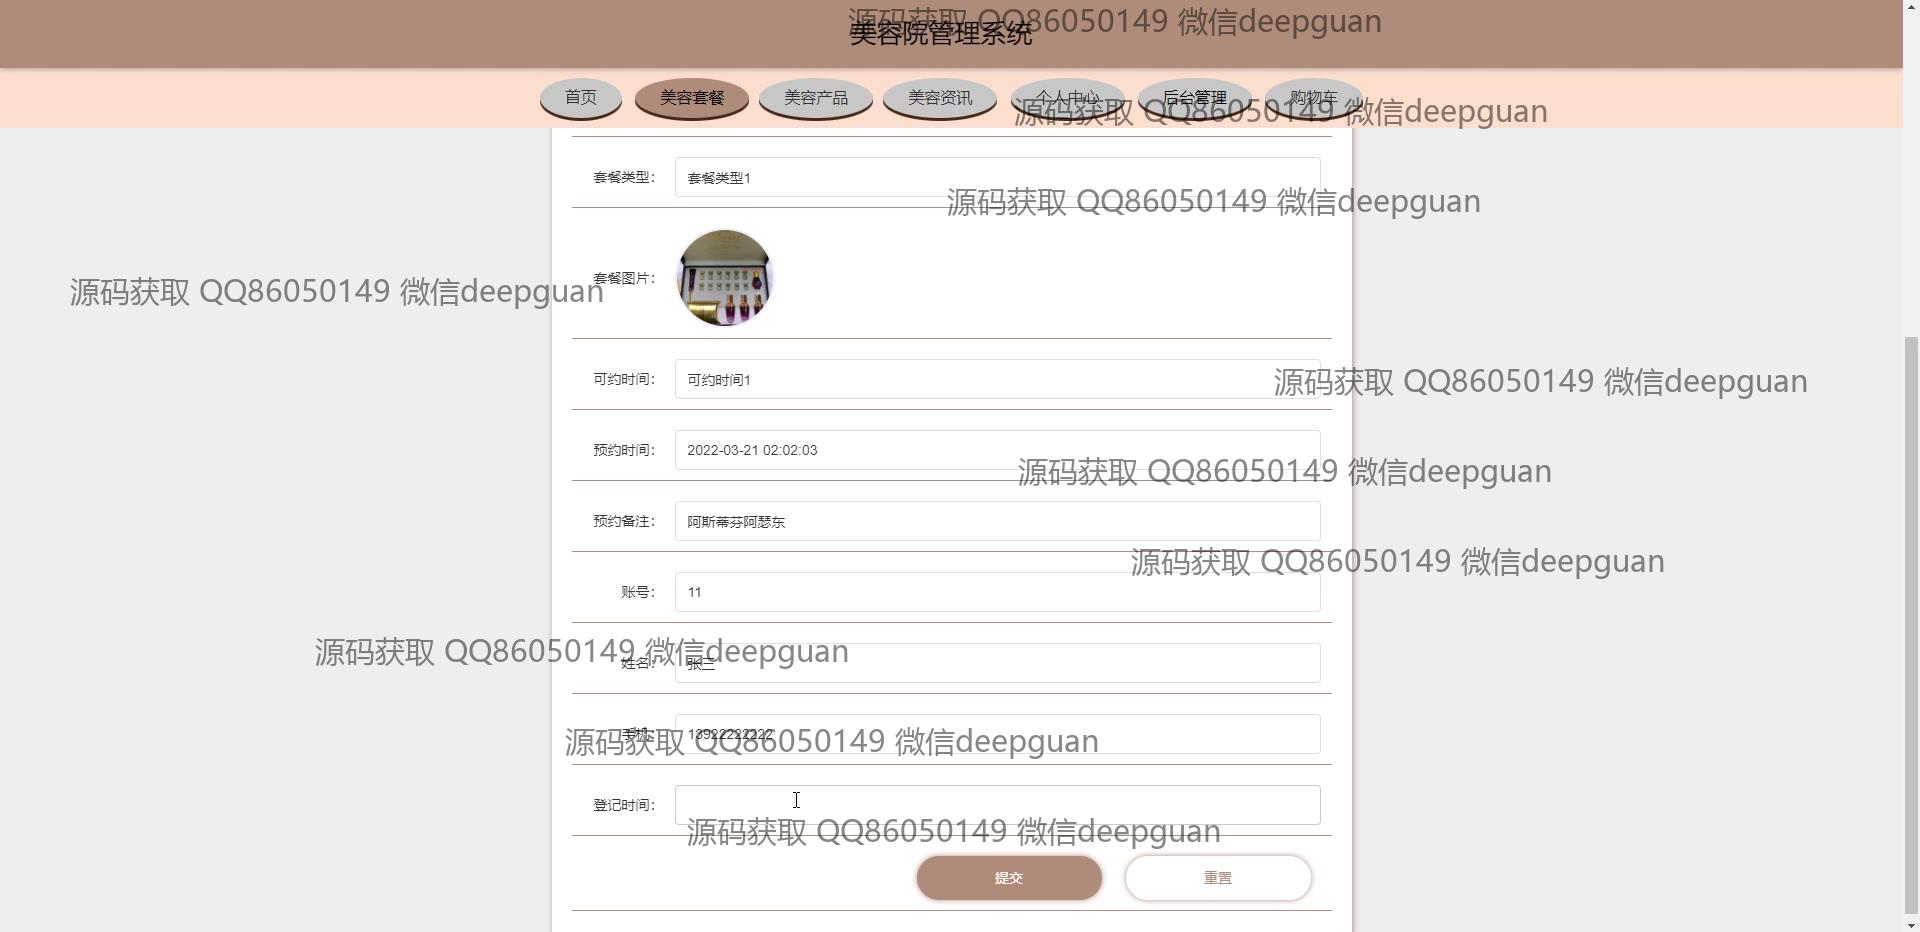 源码获取 QQ86050149 微信deepguan
美容院管理系统
首页 美容套餐 美容产品 美容资讯 个人中心 后台管理 购物车
源码获取 QQ86050149 微信deepguan
套餐类型： 套餐类型1
源码获取 QQ86050149 微信deepguan
套餐图片：
源码获取 QQ86050149 微信deepguan
可约时间： 可约时间1
源码获取 QQ86050149 微信deepguan
预约时间： 2022-03-21 02:02:03
源码获取 QQ86050149 微信deepguan
预约备注： 阿斯蒂芬阿瑟东
源码获取 QQ86050149 微信deepguan
账号： 11
源码获取 QQ86050149 微信deepguan
姓名： 张三
手机： 13922222222
源码获取 QQ86050149 微信deepguan
登记时间：
源码获取 QQ86050149 微信deepguan
提交 重置